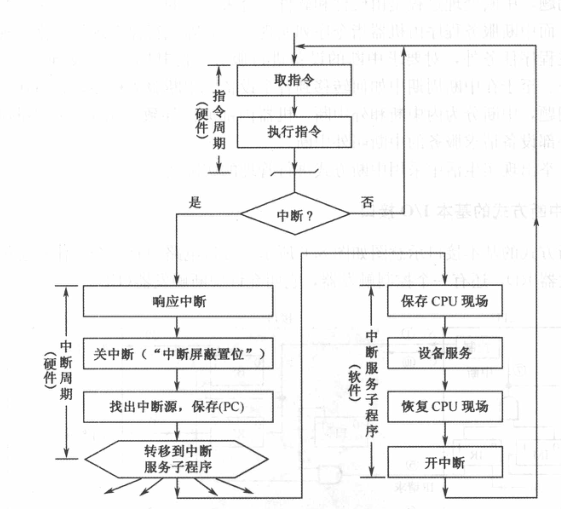 取指令
执行指令
指令周期
(硬件)
中断？
是
否
响应中断
关中断（“中断屏蔽置位”）
找出中断源，保存(PC)
转移到中断
服务子程序
中断周期
(硬件)
保存 CPU 现场
设备服务
恢复 CPU 现场
开中断
中断服务子程序
(软件)